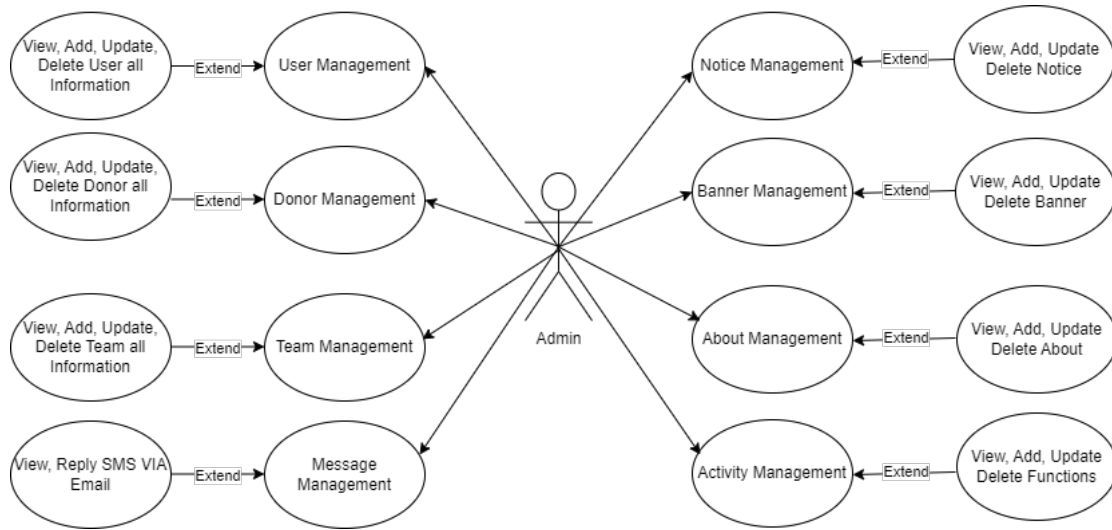 View, Add, Update,
Delete User all
Information
Extend
User Management
Notice Management
Extend
View, Add, Update
Delete Notice
View, Add, Update,
Delete Donor all
Information
Extend
Donor Management
Banner Management
Extend
View, Add, Update
Delete Banner
Admin
View, Add, Update,
Delete Team all
Information
Extend
Team Management
About Management
Extend
View, Add, Update
Delete About
View, Reply SMS VIA
Email
Extend
Message
Management
Activity Management
Extend
View, Add, Update
Delete Functions